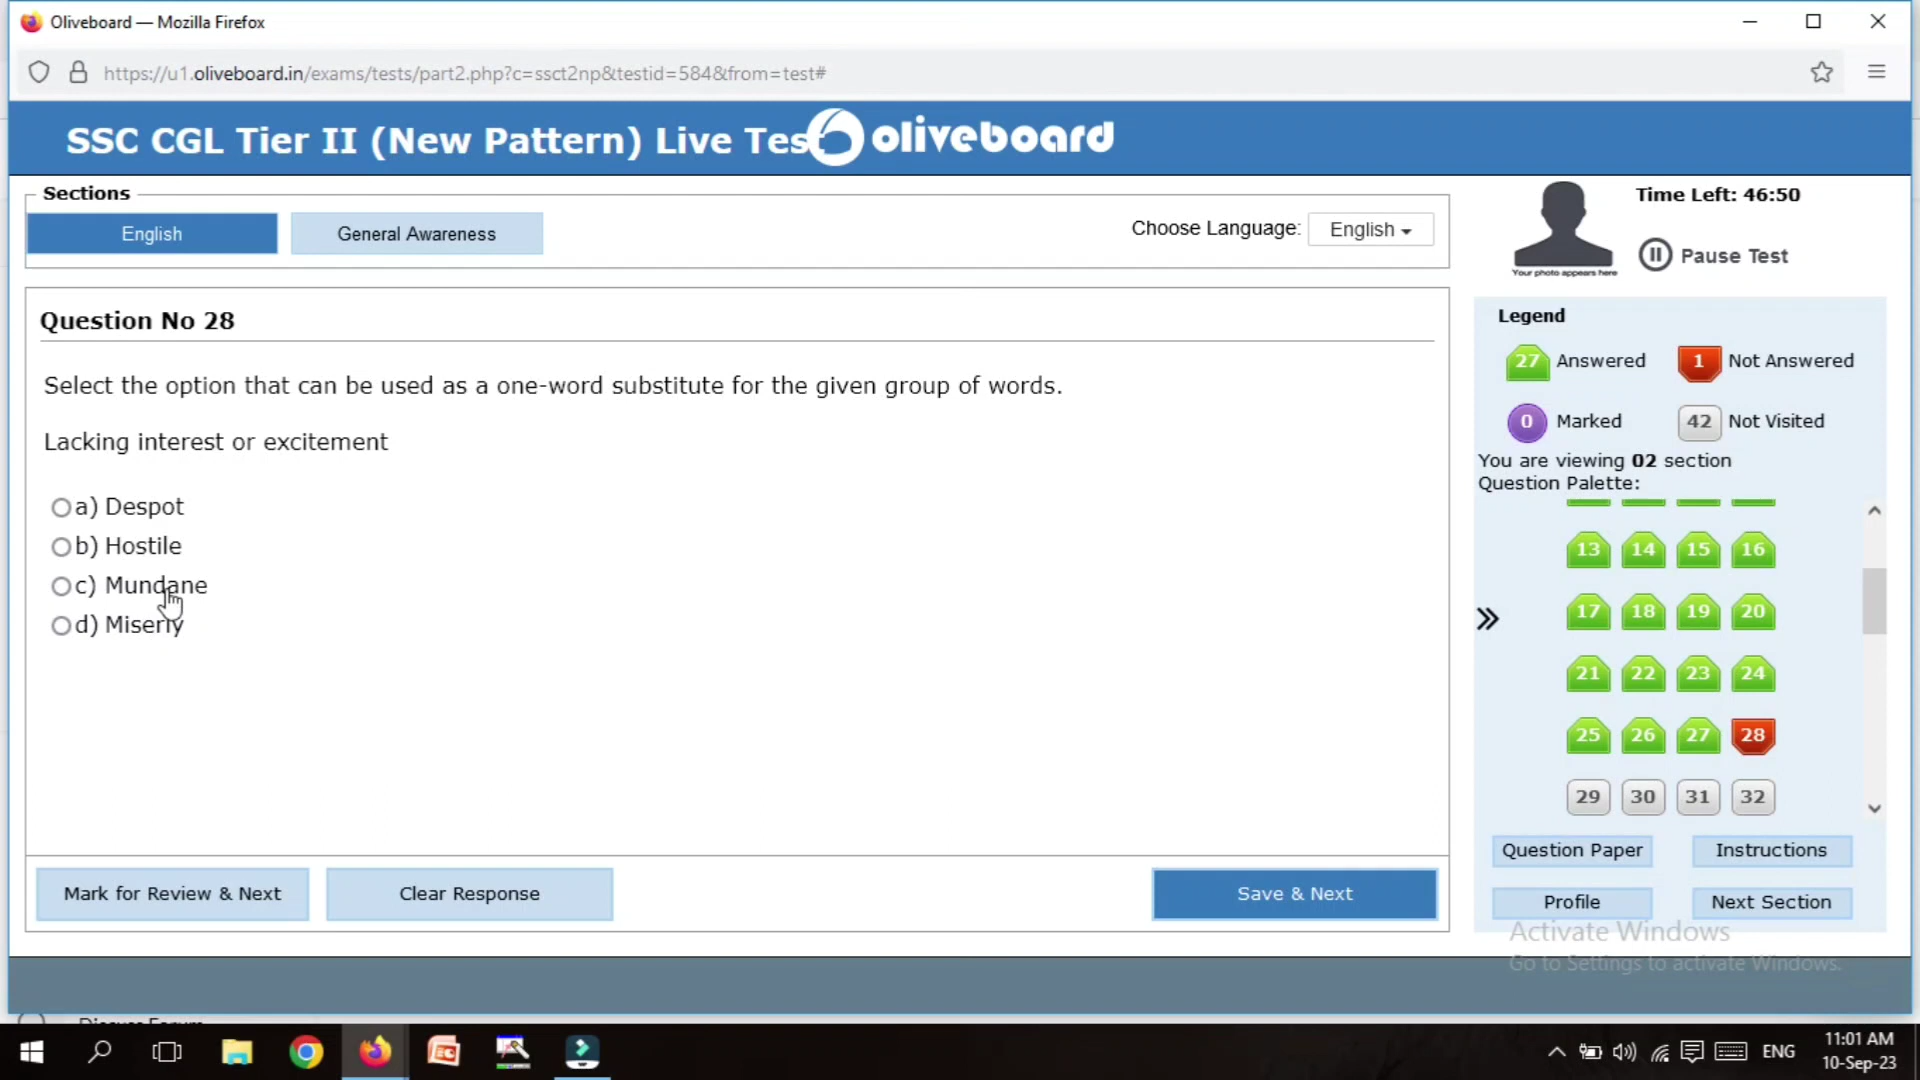 Oliveboard — Mozilla Firefox
https://u1.oliveboard.in/exams/tests/part2.php?c=ssct2np&testid=584&from=test#
SSC CGL Tier II (New Pattern) Live Tes
oliveboard
Sections
English
General Awareness
Choose Language:
English
Your photo appears here
Time Left: 46:50
Pause Test
Question No 28
Select the option that can be used as a one-word substitute for the given group of words.
Lacking interest or excitement
a) Despot
b) Hostile
c) Mundane
d) Miserly
Mark for Review & Next
Clear Response
Save & Next
Legend
27 Answered
1 Not Answered
0 Marked
42 Not Visited
You are viewing 02 section
Question Palette:
13 14 15 16
17 18 19 20
21 22 23 24
25 26 27 28
29 30 31 32
Question Paper
Instructions
Profile
Next Section
Activate Windows
Go to Settings to activate Windows.
ENG
11:01 AM
10-Sep-23